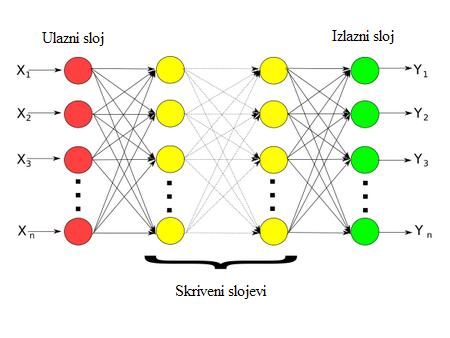 Ulazni sloj
Izlazni sloj
X1
Y1
X2
Y2
X3
Y3
Xn
Yn
Skriveni slojevi